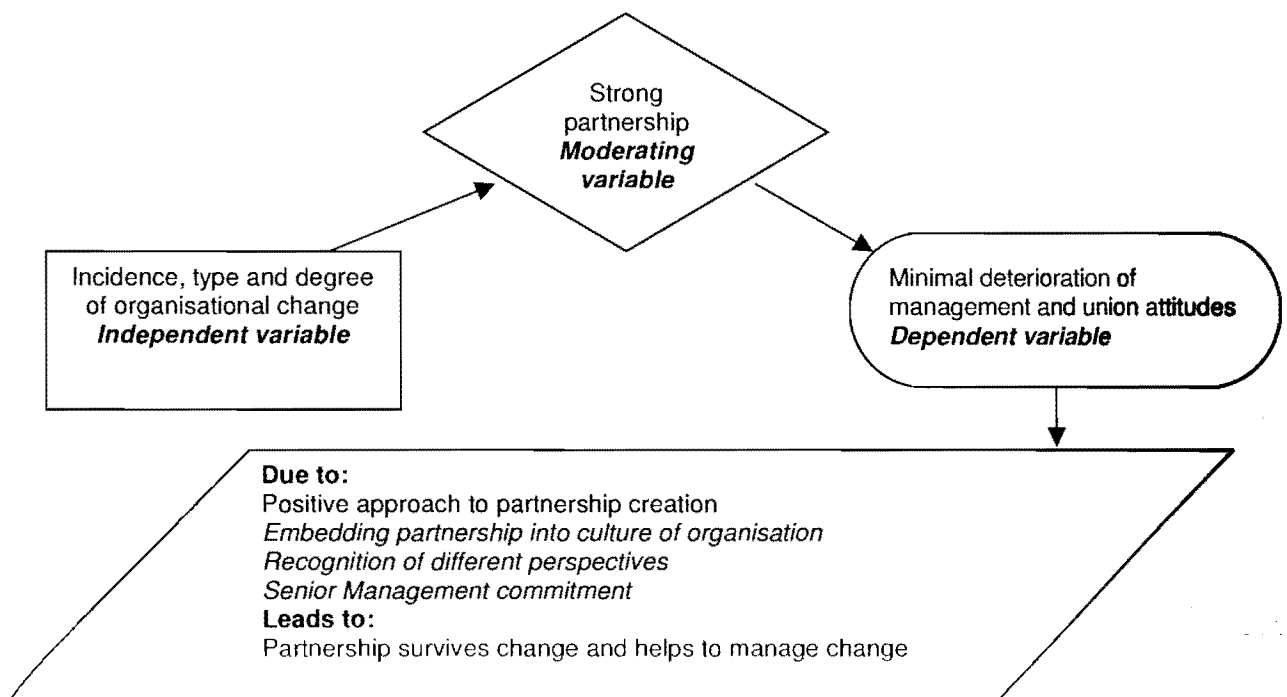 Strong
partnership
Moderating
variable
Incidence, type and degree
of organisational change
Independent variable
Minimal deterioration of
management and union attitudes
Dependent variable
Due to:
Positive approach to partnership creation
Embedding partnership into culture of organisation
Recognition of different perspectives
Senior Management commitment
Leads to:
Partnership survives change and helps to manage change